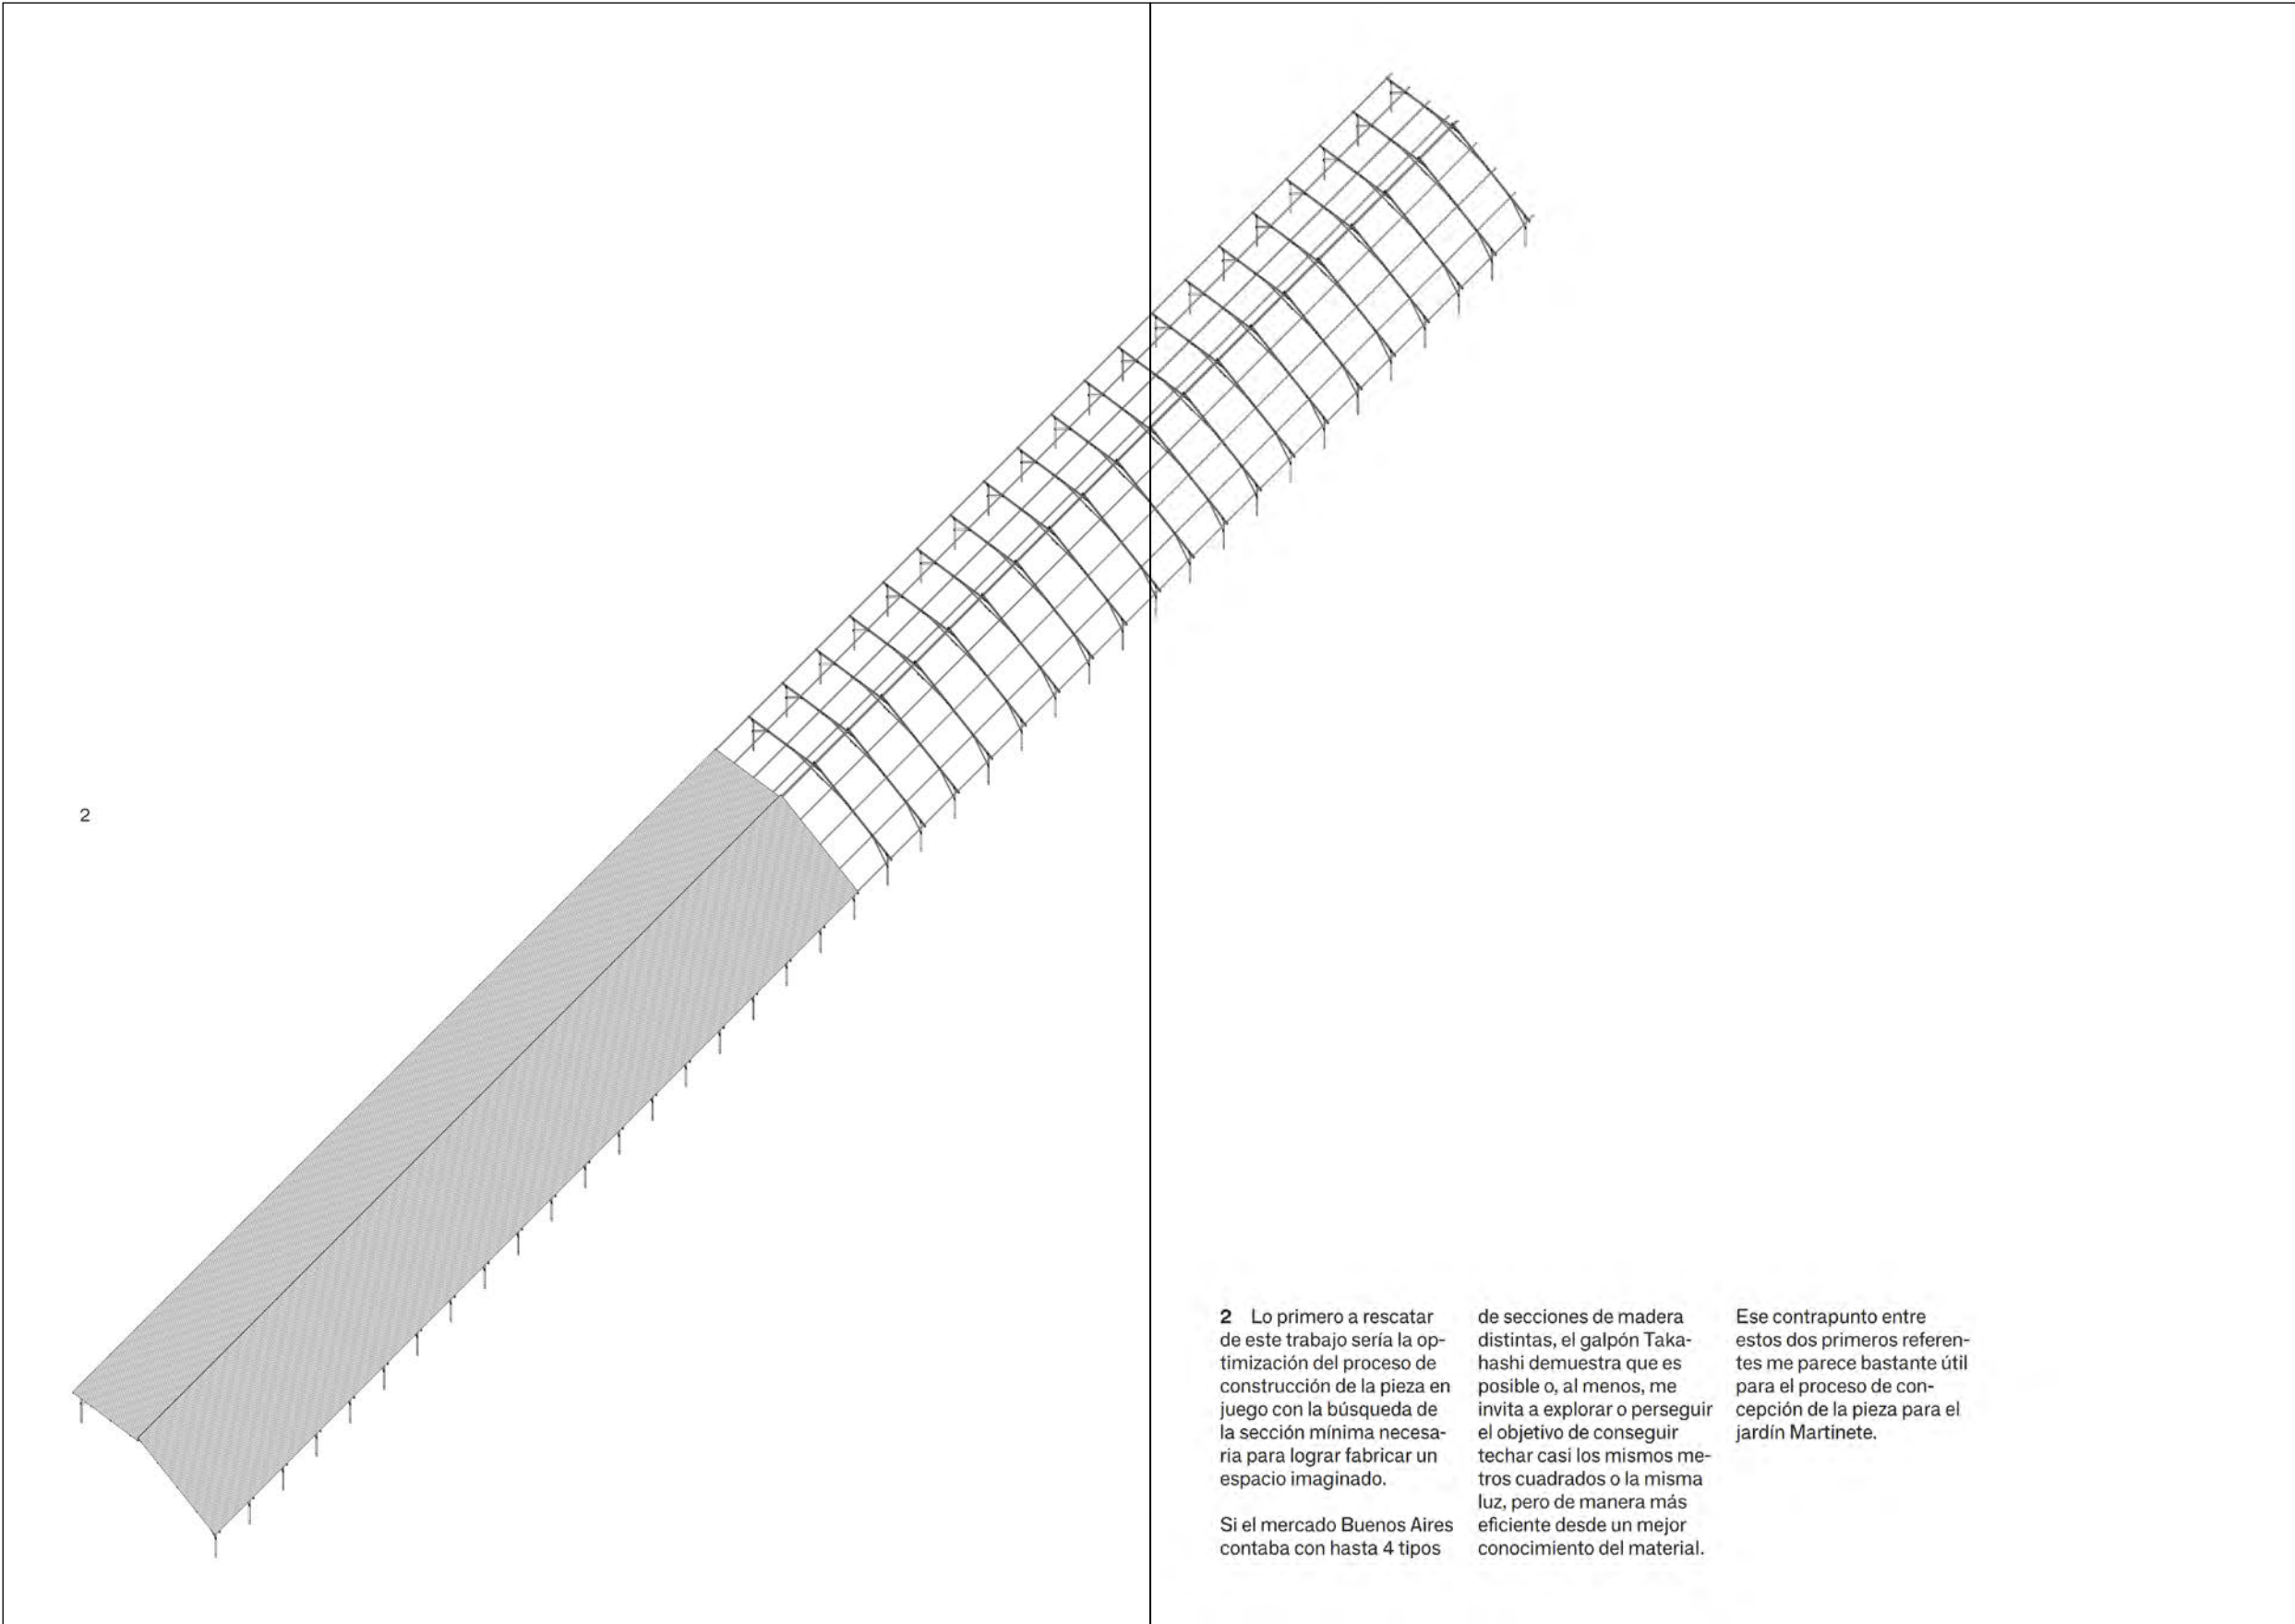 2
2 Lo primero a rescatar
de este trabajo sería la op-
timización del proceso de
construcción de la pieza en
juego con la búsqueda de
la sección mínima necesa-
ria para lograr fabricar un
espacio imaginado.
Si el mercado Buenos Aires
contaba con hasta 4 tipos
de secciones de madera
distintas, el galpón Taka-
hashi demuestra que es
posible o, al menos, me
invita a explorar o perseguir
el objetivo de conseguir
techar casi los mismos me-
tros cuadrados o la misma
luz, pero de manera más
eficiente desde un mejor
conocimiento del material.
Ese contrapunto entre
estos dos primeros referen-
tes me parece bastante útil
para el proceso de con-
cepción de la pieza para el
jardín Martinete.